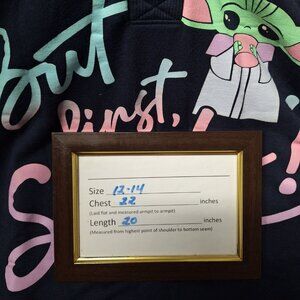 But
first,
Size 12-14
Chest 22 inches
(Laid flat and measured armpit to armpit)
Length 20 inches
(Measured from highest point of shoulder to bottom seam)